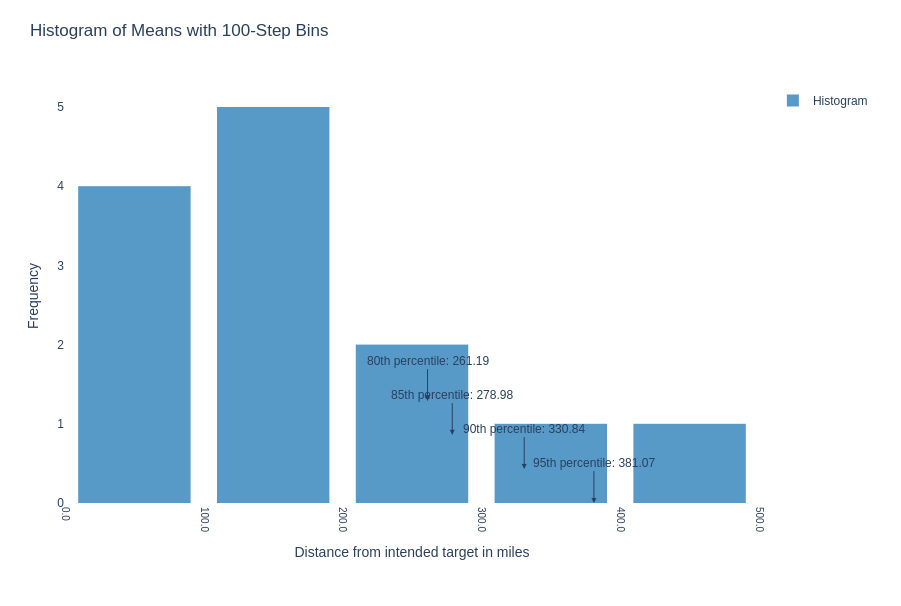 Histogram of Means with 100-Step Bins
Histogram
5
4
3
2
1
0
Frequency
80th percentile: 261.19
85th percentile: 278.98
90th percentile: 330.84
95th percentile: 381.07
0.0
100.0
200.0
300.0
400.0
500.0
Distance from intended target in miles